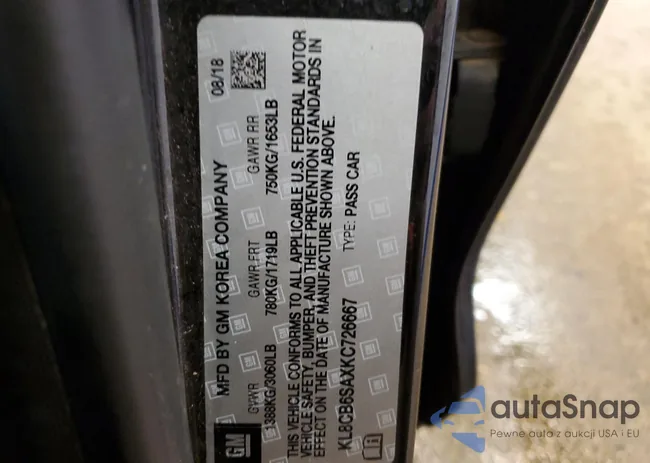 GM
MFD BY GM KOREA COMPANY
08/18
GVWR
GAWR FRT
GAWR RR
1388KG/3060LB
780KG/1719LB
750KG/1653LB
THIS VEHICLE CONFORMS TO ALL APPLICABLE U.S. FEDERAL MOTOR
VEHICLE SAFETY, BUMPER, AND THEFT PREVENTION STANDARDS IN
EFFECT ON THE DATE OF MANUFACTURE SHOWN ABOVE.
KL8CB6SAXKC726667
TYPE: PASS CAR
autoSnap
Pewne auta z aukcji USA i EU